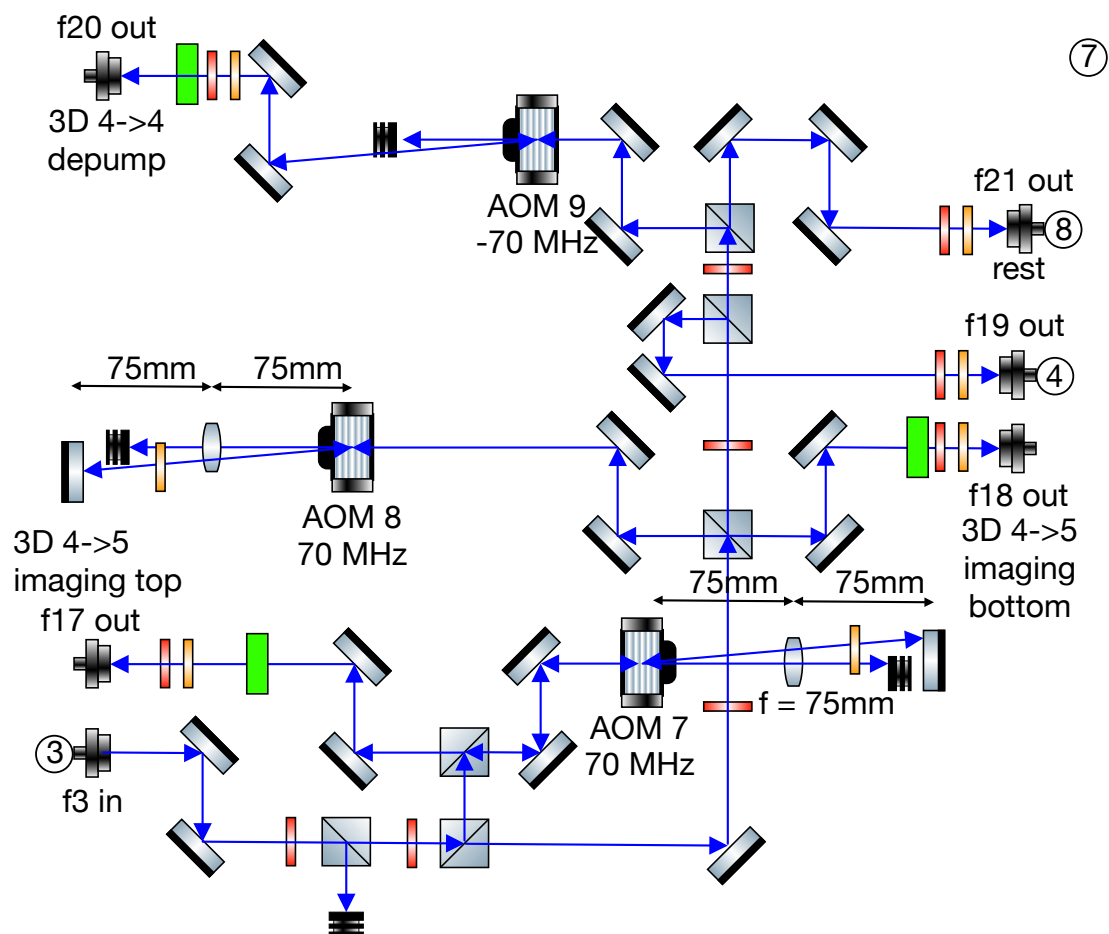 f20 out
7
3D 4->4
depump
AOM 9
-70 MHz
f21 out
8
rest
f19 out
4
75mm
75mm
AOM 8
70 MHz
f18 out
3D 4->5
imaging
bottom
3D 4->5
imaging top
f17 out
75mm
75mm
f = 75mm
AOM 7
70 MHz
3
f3 in